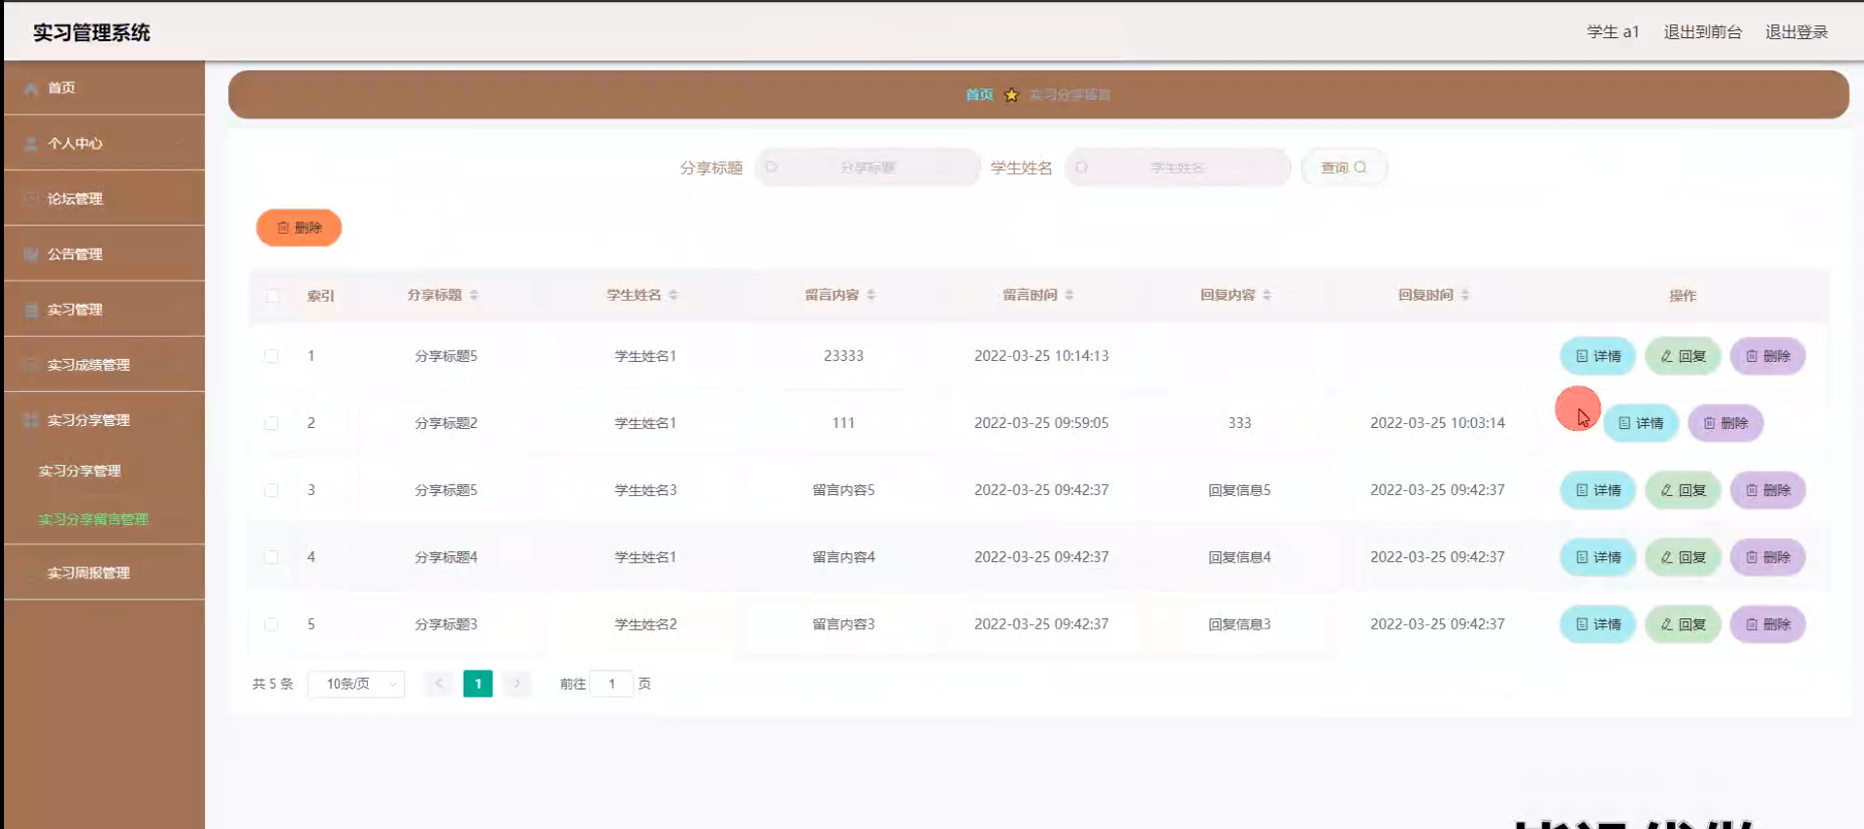 实习管理系统
学生 a1 退出到前台 退出登录
首页
个人中心
论坛管理
公告管理
实习管理
实习成绩管理
实习分享管理
实习分享管理
实习分享留言管理
实习周报管理
首页 实习分享留言
分享标题 分享标题 学生姓名 学生姓名 查询
删除
索引 分享标题 学生姓名 留言内容 留言时间 回复内容 回复时间 操作
1 分享标题5 学生姓名1 23333 2022-03-25 10:14:13 详情 回复 删除
2 分享标题2 学生姓名1 111 2022-03-25 09:59:05 333 2022-03-25 10:03:14 详情 删除
3 分享标题5 学生姓名3 留言内容5 2022-03-25 09:42:37 回复信息5 2022-03-25 09:42:37 详情 回复 删除
4 分享标题4 学生姓名1 留言内容4 2022-03-25 09:42:37 回复信息4 2022-03-25 09:42:37 详情 回复 删除
5 分享标题3 学生姓名2 留言内容3 2022-03-25 09:42:37 回复信息3 2022-03-25 09:42:37 详情 回复 删除
共 5 条 10条/页 < 1 > 前往 1 页